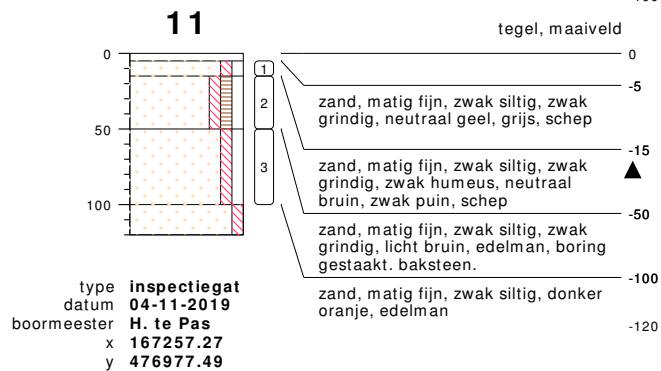 11
tegel, maaiveld
0
0
1
-5
2
zand, matig fijn, zwak siltig, zwak
grindig, neutraal geel, grijs, schep
50
-15
3
zand, matig fijn, zwak siltig, zwak
grindig, zwak humeus, neutraal
bruin, zwak puin, schep
100
-50
zand, matig fijn, zwak siltig, zwak
grindig, licht bruin, edelman, boring
gestaakt. baksteen.
-100
zand, matig fijn, zwak siltig, donker
oranje, edelman
-120
type inspectiegat
datum 04-11-2019
boormeester H. te Pas
x 167257.27
y 476977.49